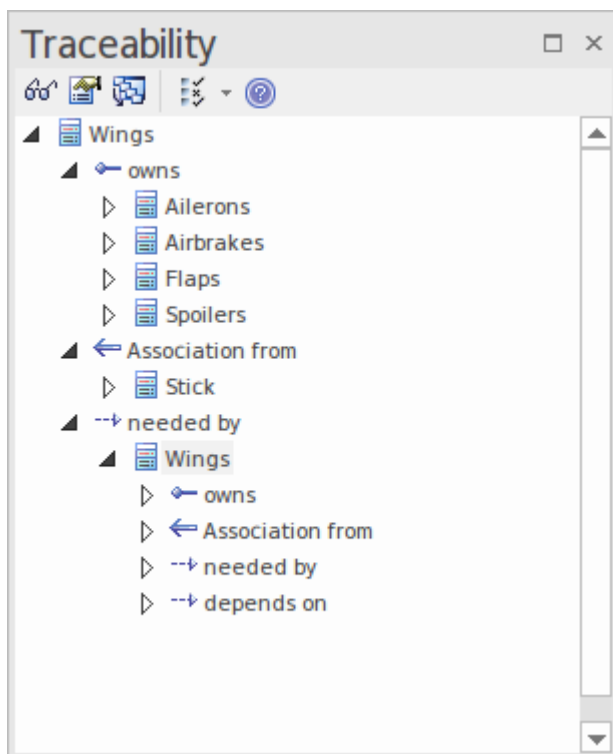 Traceability
Wings
owns
Ailerons
Airbrakes
Flaps
Spoilers
Association from
Stick
needed by
Wings
owns
Association from
needed by
depends on